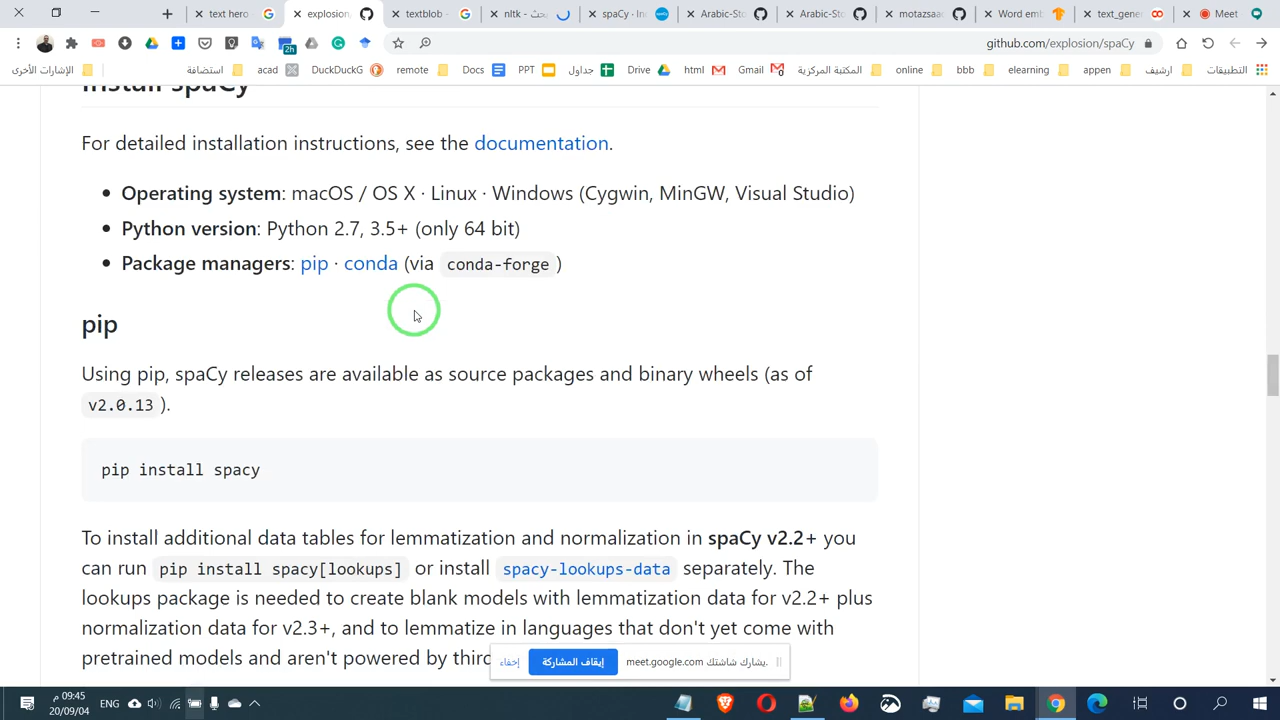 text hero
explosion
textblob - G
nltk - بحث
spaCy · In
Arabic-Sto
Arabic-Sto
motazsaa
Word emb
text_gene
Meet
github.com/explosion/spaCy
2h
الإشارات الأخرى
استضافة
acad
DuckDuckG
remote
Docs
PPT
جداول
Drive
html
Gmail
المكتبة المركزية
online
bbb
elearning
appen
ارشيف
التطبيقات
Install spaCy
For detailed installation instructions, see the documentation.
• Operating system: macOS / OS X · Linux · Windows (Cygwin, MinGW, Visual Studio)
• Python version: Python 2.7, 3.5+ (only 64 bit)
• Package managers: pip · conda (via conda-forge )
pip
Using pip, spaCy releases are available as source packages and binary wheels (as of
v2.0.13 ).
pip install spacy
To install additional data tables for lemmatization and normalization in spaCy v2.2+ you
can run pip install spacy[lookups] or install spacy-lookups-data separately. The
lookups package is needed to create blank models with lemmatization data for v2.2+ plus
normalization data for v2.3+, and to lemmatize in languages that don't yet come with
pretrained models and aren't powered by third
إخفاء
إيقاف المشاركة
يشارك شاشتك meet.google.com.
09:45 م
20/09/04
ENG